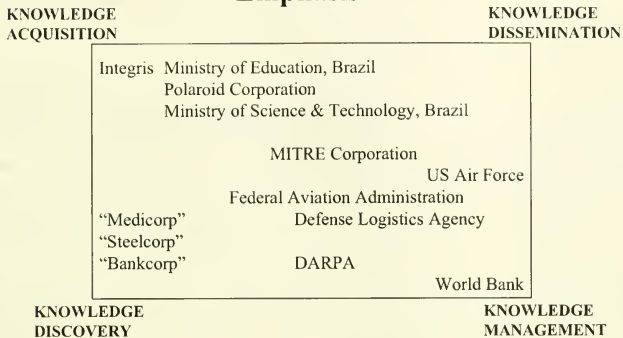 KNOWLEDGE
ACQUISITION
KNOWLEDGE
DISSEMINATION
Integris Ministry of Education, Brazil
Polaroid Corporation
Ministry of Science & Technology, Brazil
MITRE Corporation
US Air Force
Federal Aviation Administration
“Medicorp” Defense Logistics Agency
“Steelcorp”
“Bankcorp” DARPA
World Bank
KNOWLEDGE
DISCOVERY
KNOWLEDGE
MANAGEMENT